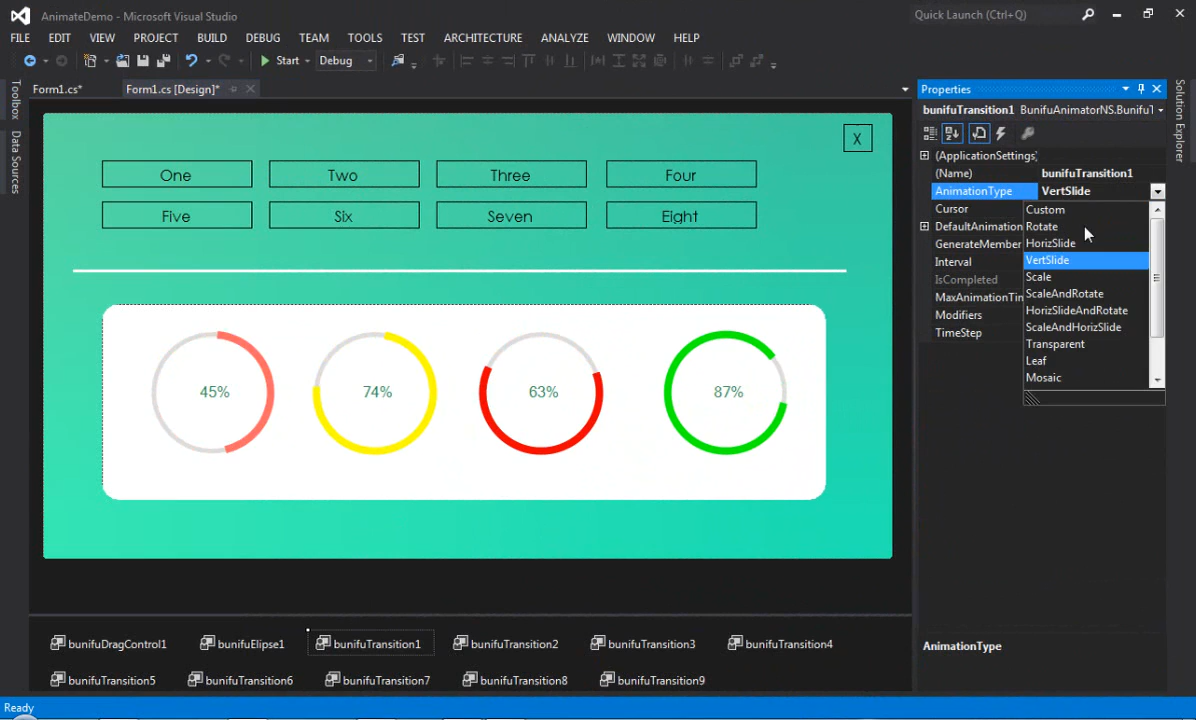 AnimateDemo - Microsoft Visual Studio
Quick Launch (Ctrl+Q)
FILE EDIT VIEW PROJECT BUILD DEBUG TEAM TOOLS TEST ARCHITECTURE ANALYZE WINDOW HELP
Start Debug
Toolbox
Data Sources
Form1.cs*
Form1.cs [Design]*
X
One Two Three Four
Five Six Seven Eight
45% 74% 63% 87%
bunifuDragControl1 bunifuElipse1 bunifuTransition1 bunifuTransition2 bunifuTransition3 bunifuTransition4
bunifuTransition5 bunifuTransition6 bunifuTransition7 bunifuTransition8 bunifuTransition9
Properties
bunifuTransition1 BunifuAnimatorNS.BunifuT
(ApplicationSettings)
(Name) bunifuTransition1
AnimationType VertSlide
Cursor
DefaultAnimation
GenerateMember
Interval
IsCompleted
MaxAnimationTin
Modifiers
TimeStep
Custom
Rotate
HorizSlide
VertSlide
Scale
ScaleAndRotate
HorizSlideAndRotate
ScaleAndHorizSlide
Transparent
Leaf
Mosaic
AnimationType
Solution Explorer
Ready